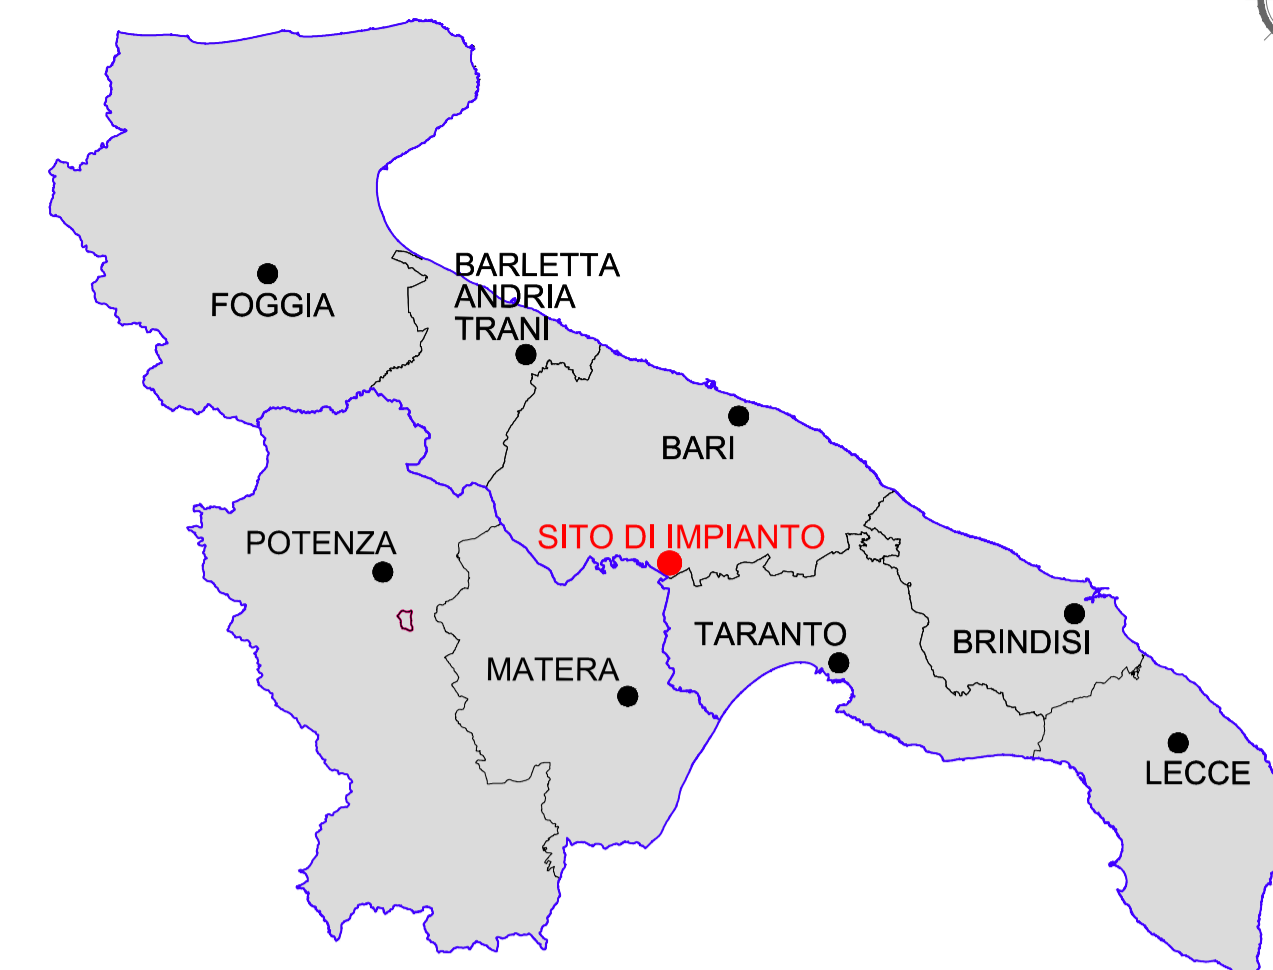 BARLETTA
ANDRIA
TRANI
FOGGIA
BARI
SITO DI IMPIANTO
POTENZA
TARANTO
BRINDISI
MATERA
LECCE